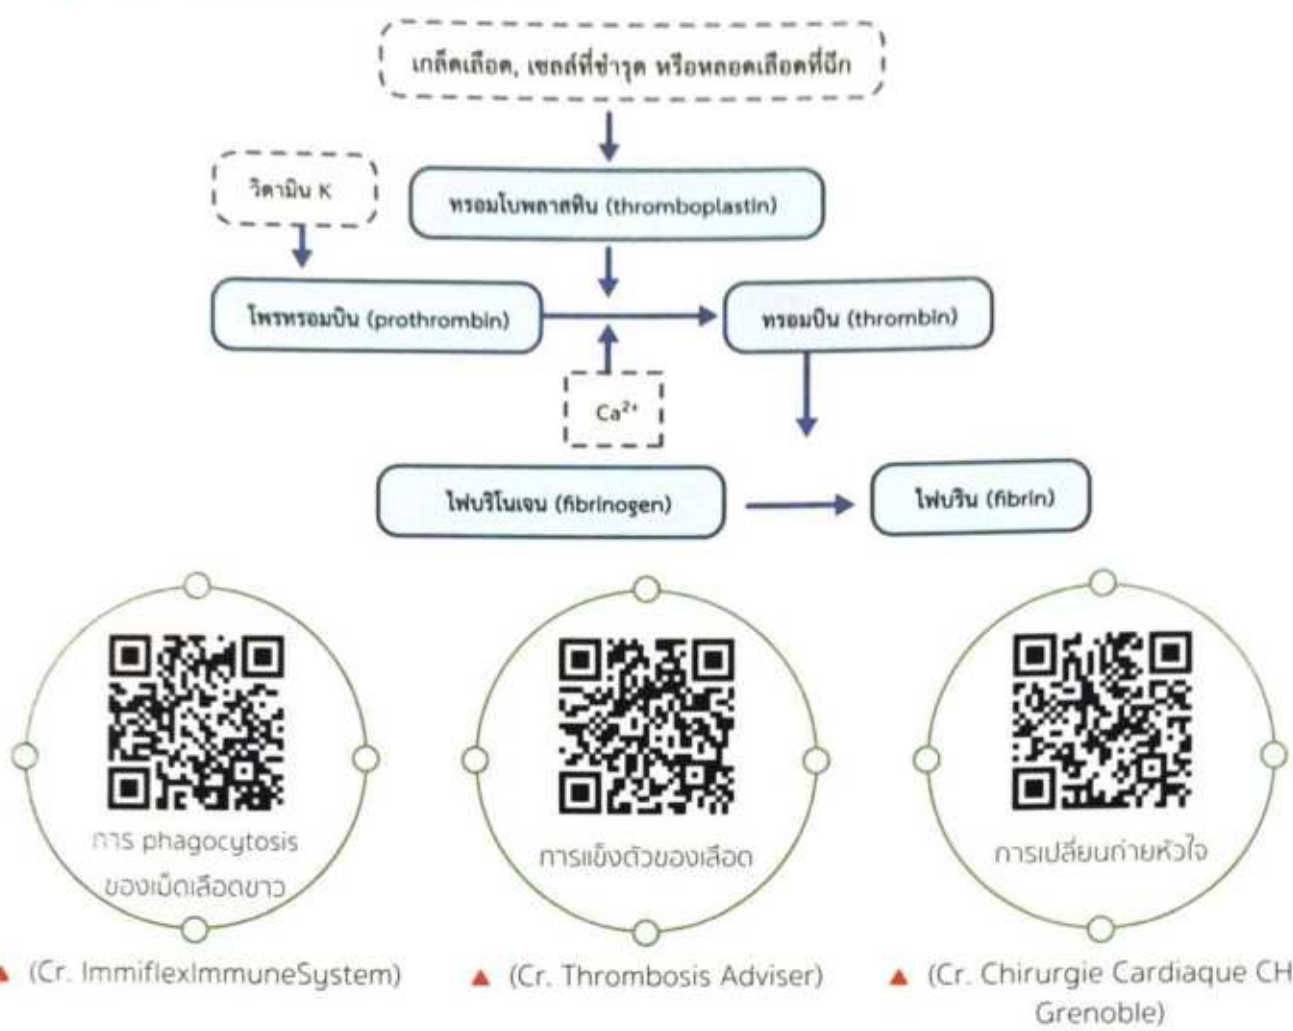 เกล็ดเลือด, เซลล์ที่ชำรุด หรือหลอดเลือดที่ฉีก
วิตามิน K
ทรอมโบพลาสทิน (thromboplastin)
โพรทรอมบิน (prothrombin)
ทรอมบิน (thrombin)
Ca²⁺
ไฟบริโนเจน (fibrinogen)
ไฟบริน (fibrin)
การ phagocytosis
ของเม็ดเลือดขาว
การแข็งตัวของเลือด
การเปลี่ยนถ่ายหัวใจ
(Cr. ImmiflexImmuneSystem)
(Cr. Thrombosis Adviser)
(Cr. Chirurgie Cardiaque CH
Grenoble)